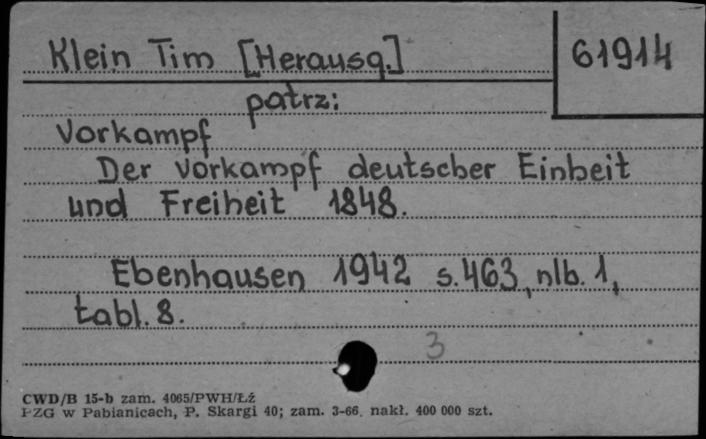 Klein Tim [Herausg.] 61914
patrz:
Vorkampf
Der Vorkampf deutscher Einheit
und Freiheit 1848.
Ebenhausen 1942 s.463, nlb. 1,
tabl. 8.
3
CWD/B 15-b zam. 4065/PWH/Łź
PZG w Pabianicach, P. Skargi 40; zam. 3-66. nakł. 400 000 szt.